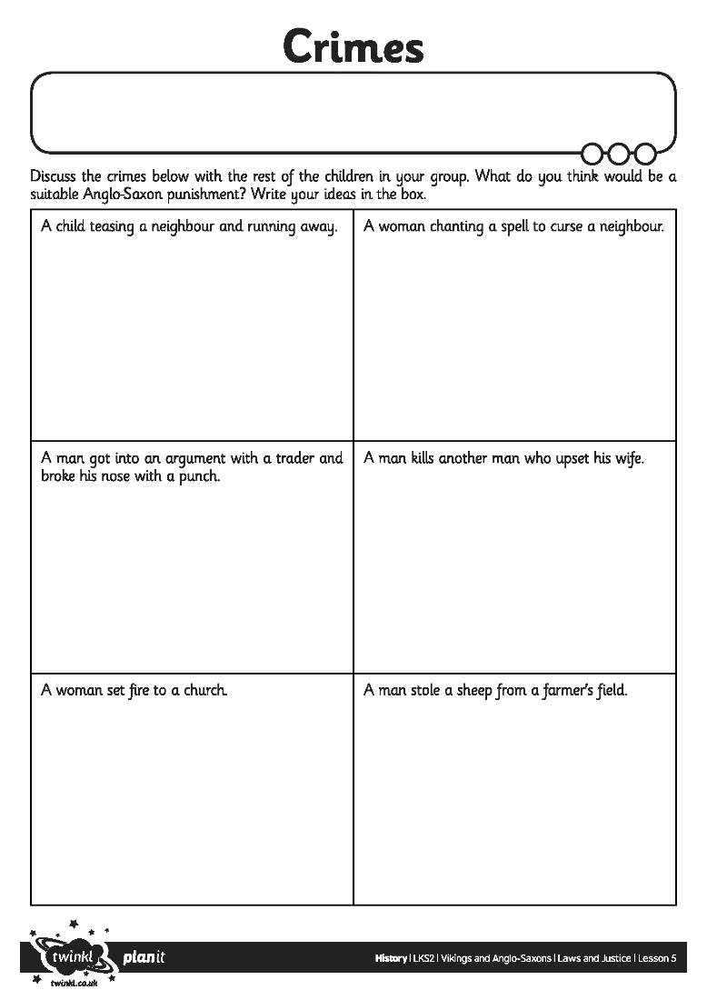 Crimes
Discuss the crimes below with the rest of the children in your group. What do you think would be a
suitable Anglo-Saxon punishment? Write your ideas in the box.
A child teasing a neighbour and running away.
A woman chanting a spell to curse a neighbour.
A man got into an argument with a trader and
broke his nose with a punch.
A man kills another man who upset his wife.
A woman set fire to a church.
A man stole a sheep from a farmer's field.
twinkl planit
twinkl.co.uk
History | LKS2 | Vikings and Anglo-Saxons | Laws and Justice | Lesson 5